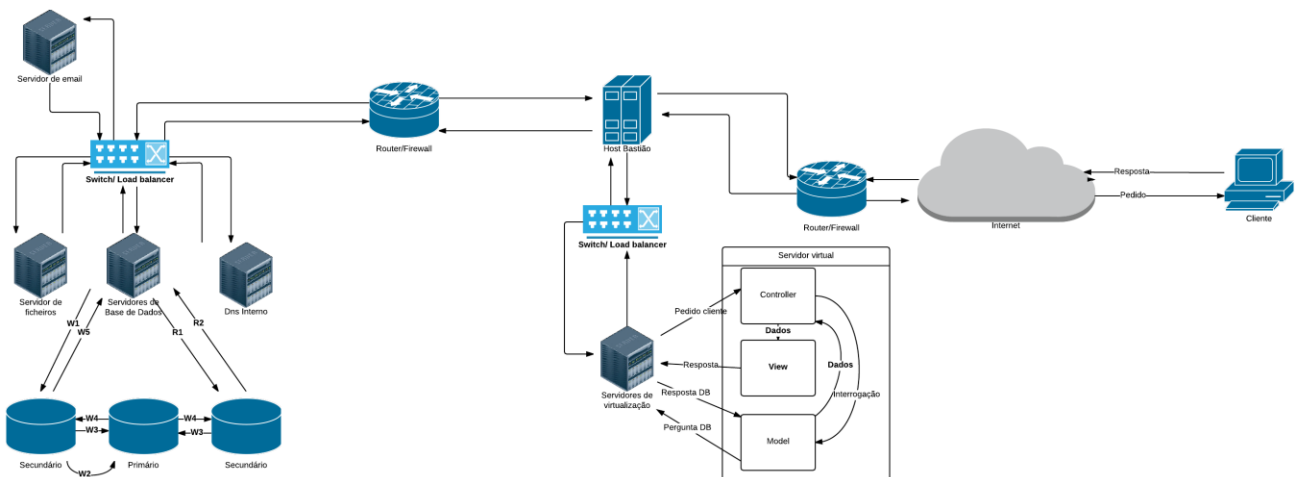 Servidor de email
Router/Firewall
Host Bastião
Switch/ Load balancer
Resposta
Pedido
Cliente
Internet
Router/Firewall
Switch/ Load balancer
Servidor de
ficheiros
Servidores de
Base de Dados
Dns Interno
Servidor virtual
Controller
Pedido cliente
Dados
View
Resposta
Dados
Interrogação
Servidores de
virtualização
Resposta DB
Pergunta DB
Model
W1
W5
R1
R2
W4
W3
W4
W3
Secundário
W2
Primário
Secundário